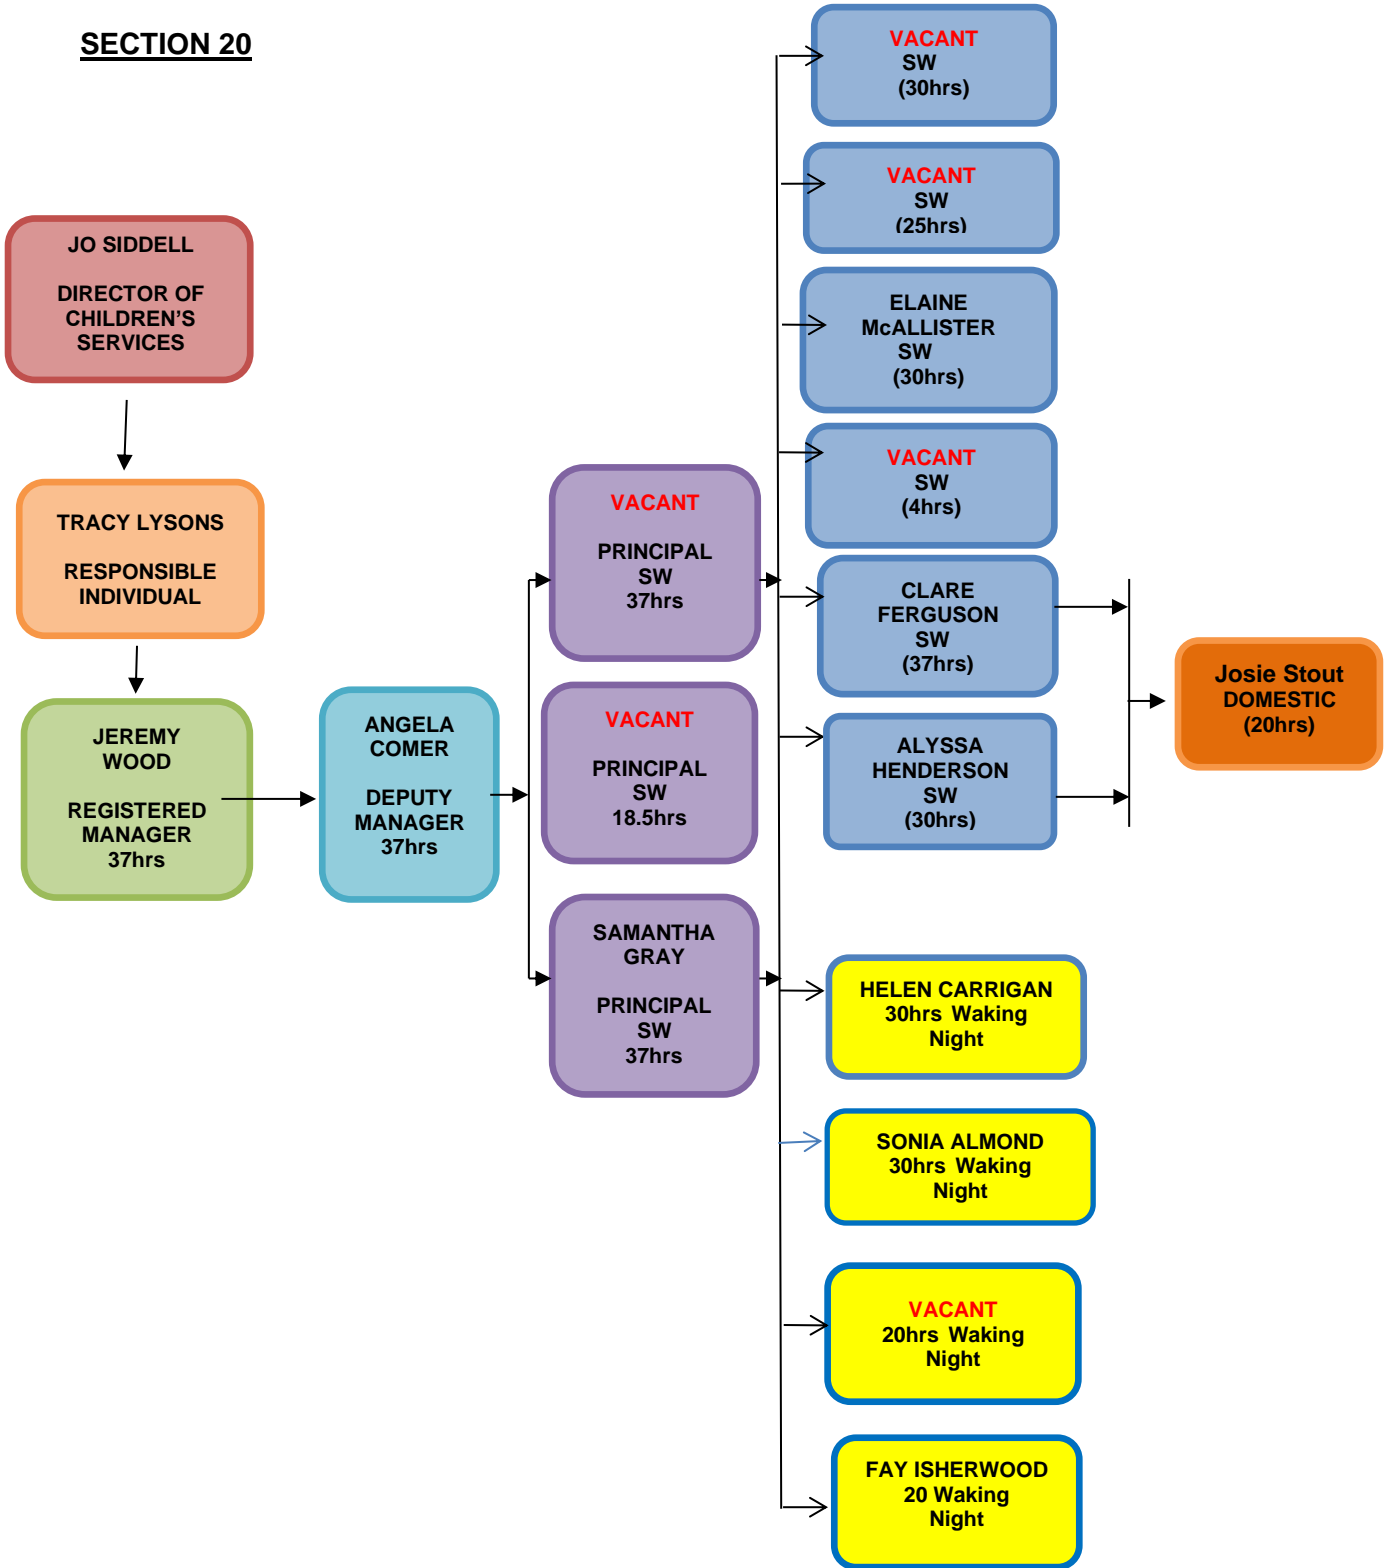 SECTION 20
JO SIDDELL
DIRECTOR OF
CHILDREN'S
SERVICES
TRACY LYSONS
RESPONSIBLE
INDIVIDUAL
JEREMY
WOOD
REGISTERED
MANAGER
37hrs
ANGELA
COMER
DEPUTY
MANAGER
37hrs
VACANT
PRINCIPAL
SW
37hrs
VACANT
PRINCIPAL
SW
18.5hrs
SAMANTHA
GRAY
PRINCIPAL
SW
37hrs
VACANT
SW
(30hrs)
VACANT
SW
(25hrs)
ELAINE
McALLISTER
SW
(30hrs)
VACANT
SW
(4hrs)
CLARE
FERGUSON
SW
(37hrs)
ALYSSA
HENDERSON
SW
(30hrs)
HELEN CARRIGAN
30hrs Waking
Night
SONIA ALMOND
30hrs Waking
Night
VACANT
20hrs Waking
Night
FAY ISHERWOOD
20 Waking
Night
Josie Stout
DOMESTIC
(20hrs)